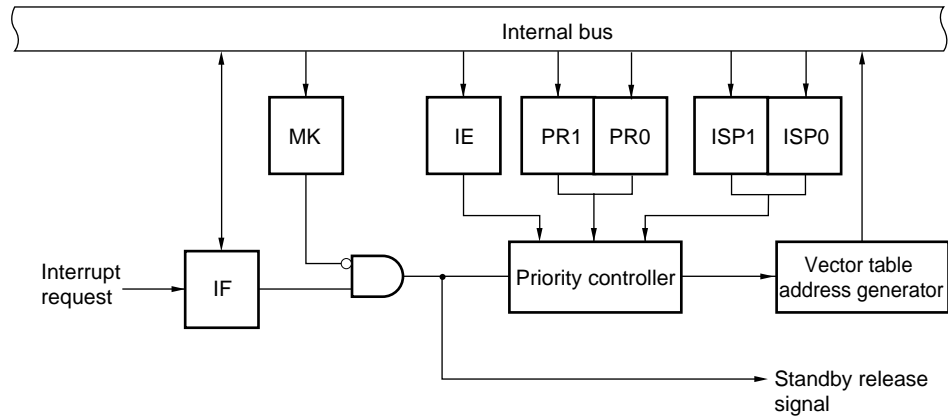 Internal bus
MK
IE
PR1
PR0
ISP1
ISP0
Interrupt
request
IF
Priority controller
Vector table
address generator
Standby release
signal